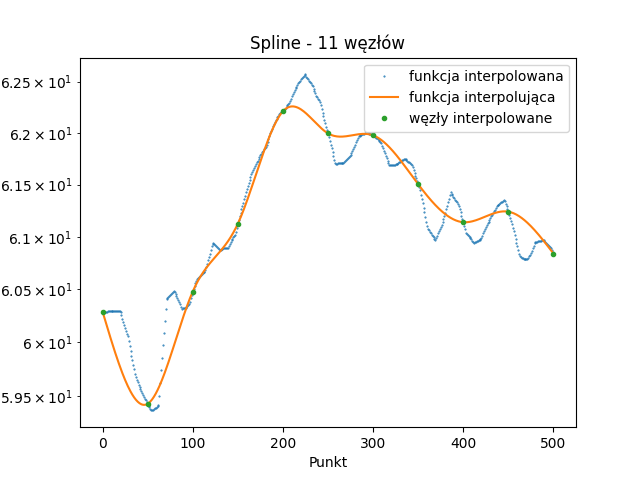 Spline - 11 węzłów
funkcja interpolowana
funkcja interpolująca
węzły interpolowane
6.25 × 10¹
6.2 × 10¹
6.15 × 10¹
6.1 × 10¹
6.05 × 10¹
6 × 10¹
5.95 × 10¹
0 100 200 300 400 500
Punkt